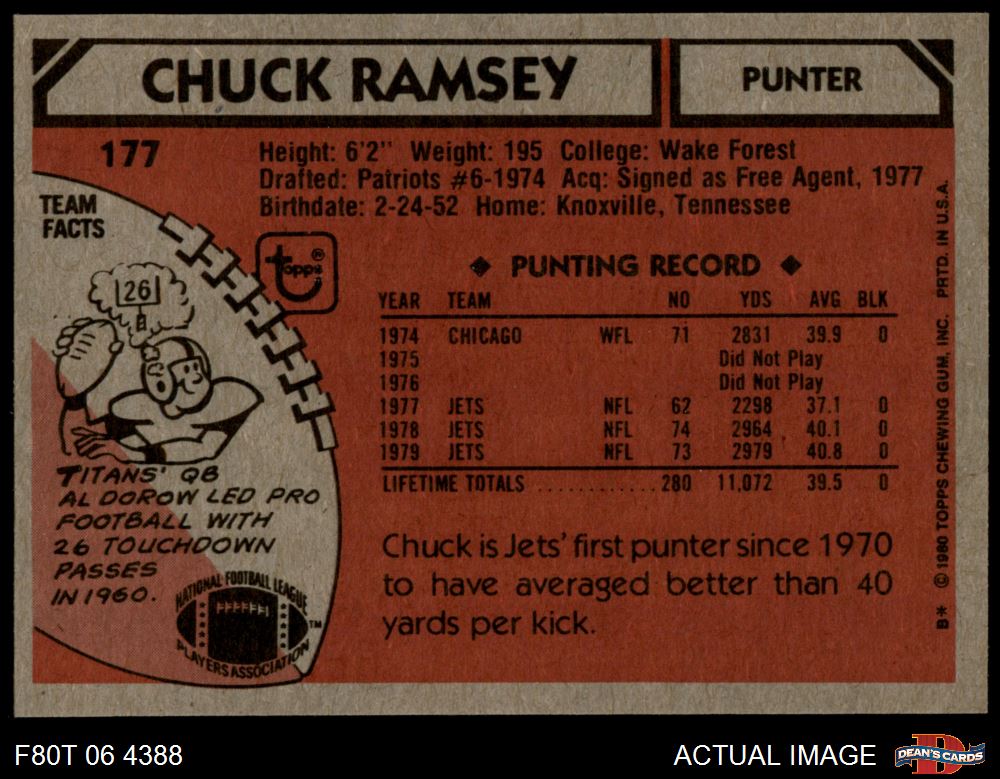 CHUCK RAMSEY
PUNTER
177
Height: 6'2" Weight: 195 College: Wake Forest
Drafted: Patriots #6-1974 Acq: Signed as Free Agent, 1977
Birthdate: 2-24-52 Home: Knoxville, Tennessee
TEAM
FACTS
26
topps®
TITANS' QB
AL DOROW LED PRO
FOOTBALL WITH
26 TOUCHDOWN
PASSES
IN 1960.
NATIONAL FOOTBALL LEAGUE
PLAYERS ASSOCIATION
TM
◆ PUNTING RECORD ◆
YEAR TEAM NO YDS AVG BLK
1974 CHICAGO WFL 71 2831 39.9 0
1975 Did Not Play
1976 Did Not Play
1977 JETS NFL 62 2298 37.1 0
1978 JETS NFL 74 2964 40.1 0
1979 JETS NFL 73 2979 40.8 0
LIFETIME TOTALS ............ 280 11,072 39.5 0
Chuck is Jets' first punter since 1970
to have averaged better than 40
yards per kick.
B* © 1980 TOPPS CHEWING GUM, INC. PRTD. IN U.S.A.
F80T 06 4388
ACTUAL IMAGE
DEAN'S CARDS